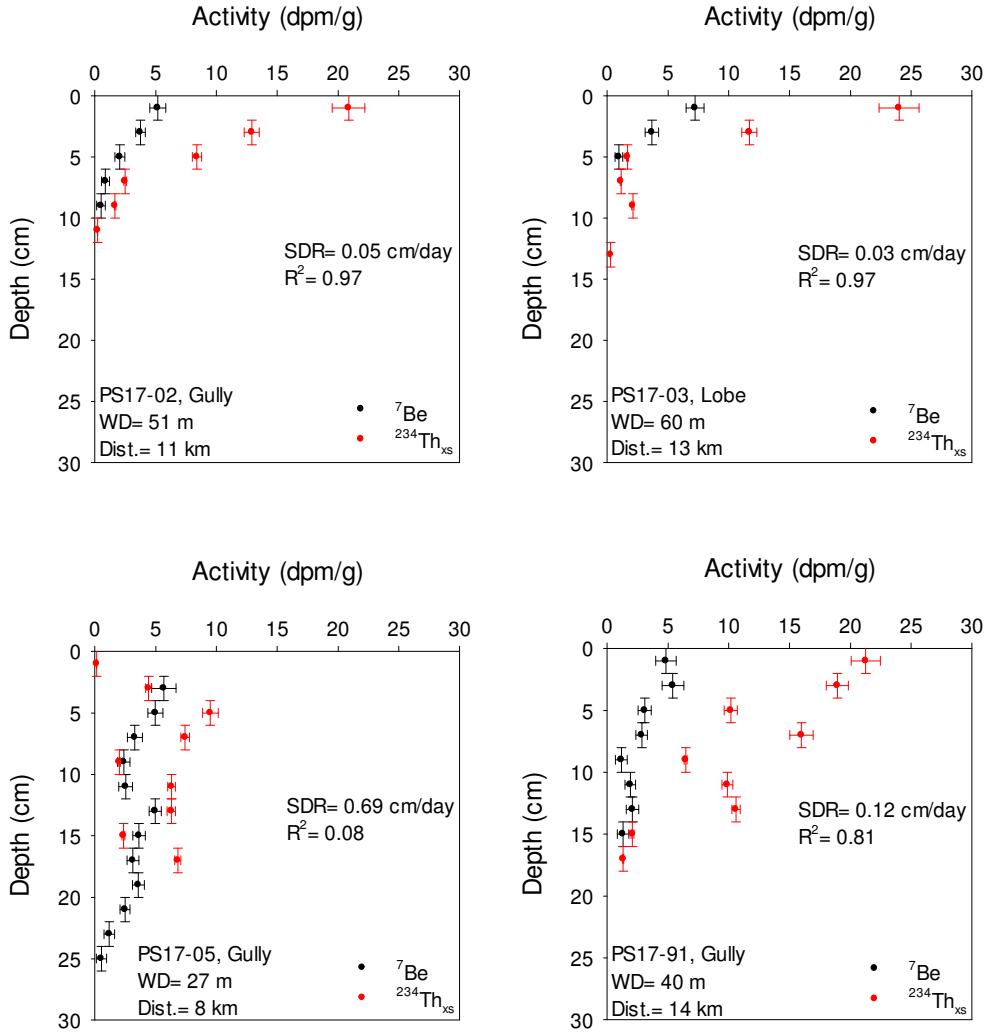 Activity (dpm/g)
0 5 10 15 20 25 30
0
5
10
15
20
25
30
Depth (cm)
SDR= 0.05 cm/day
R²= 0.97
PS17-02, Gully
WD= 51 m
Dist.= 11 km
⁷Be
²³⁴Thxs
Activity (dpm/g)
0 5 10 15 20 25 30
0
5
10
15
20
25
30
Depth (cm)
SDR= 0.03 cm/day
R²= 0.97
PS17-03, Lobe
WD= 60 m
Dist.= 13 km
⁷Be
²³⁴Thxs
Activity (dpm/g)
0 5 10 15 20 25 30
0
5
10
15
20
25
30
Depth (cm)
SDR= 0.69 cm/day
R²= 0.08
PS17-05, Gully
WD= 27 m
Dist.= 8 km
⁷Be
²³⁴Thxs
Activity (dpm/g)
0 5 10 15 20 25 30
0
5
10
15
20
25
30
Depth (cm)
SDR= 0.12 cm/day
R²= 0.81
PS17-91, Gully
WD= 40 m
Dist.= 14 km
⁷Be
²³⁴Thxs